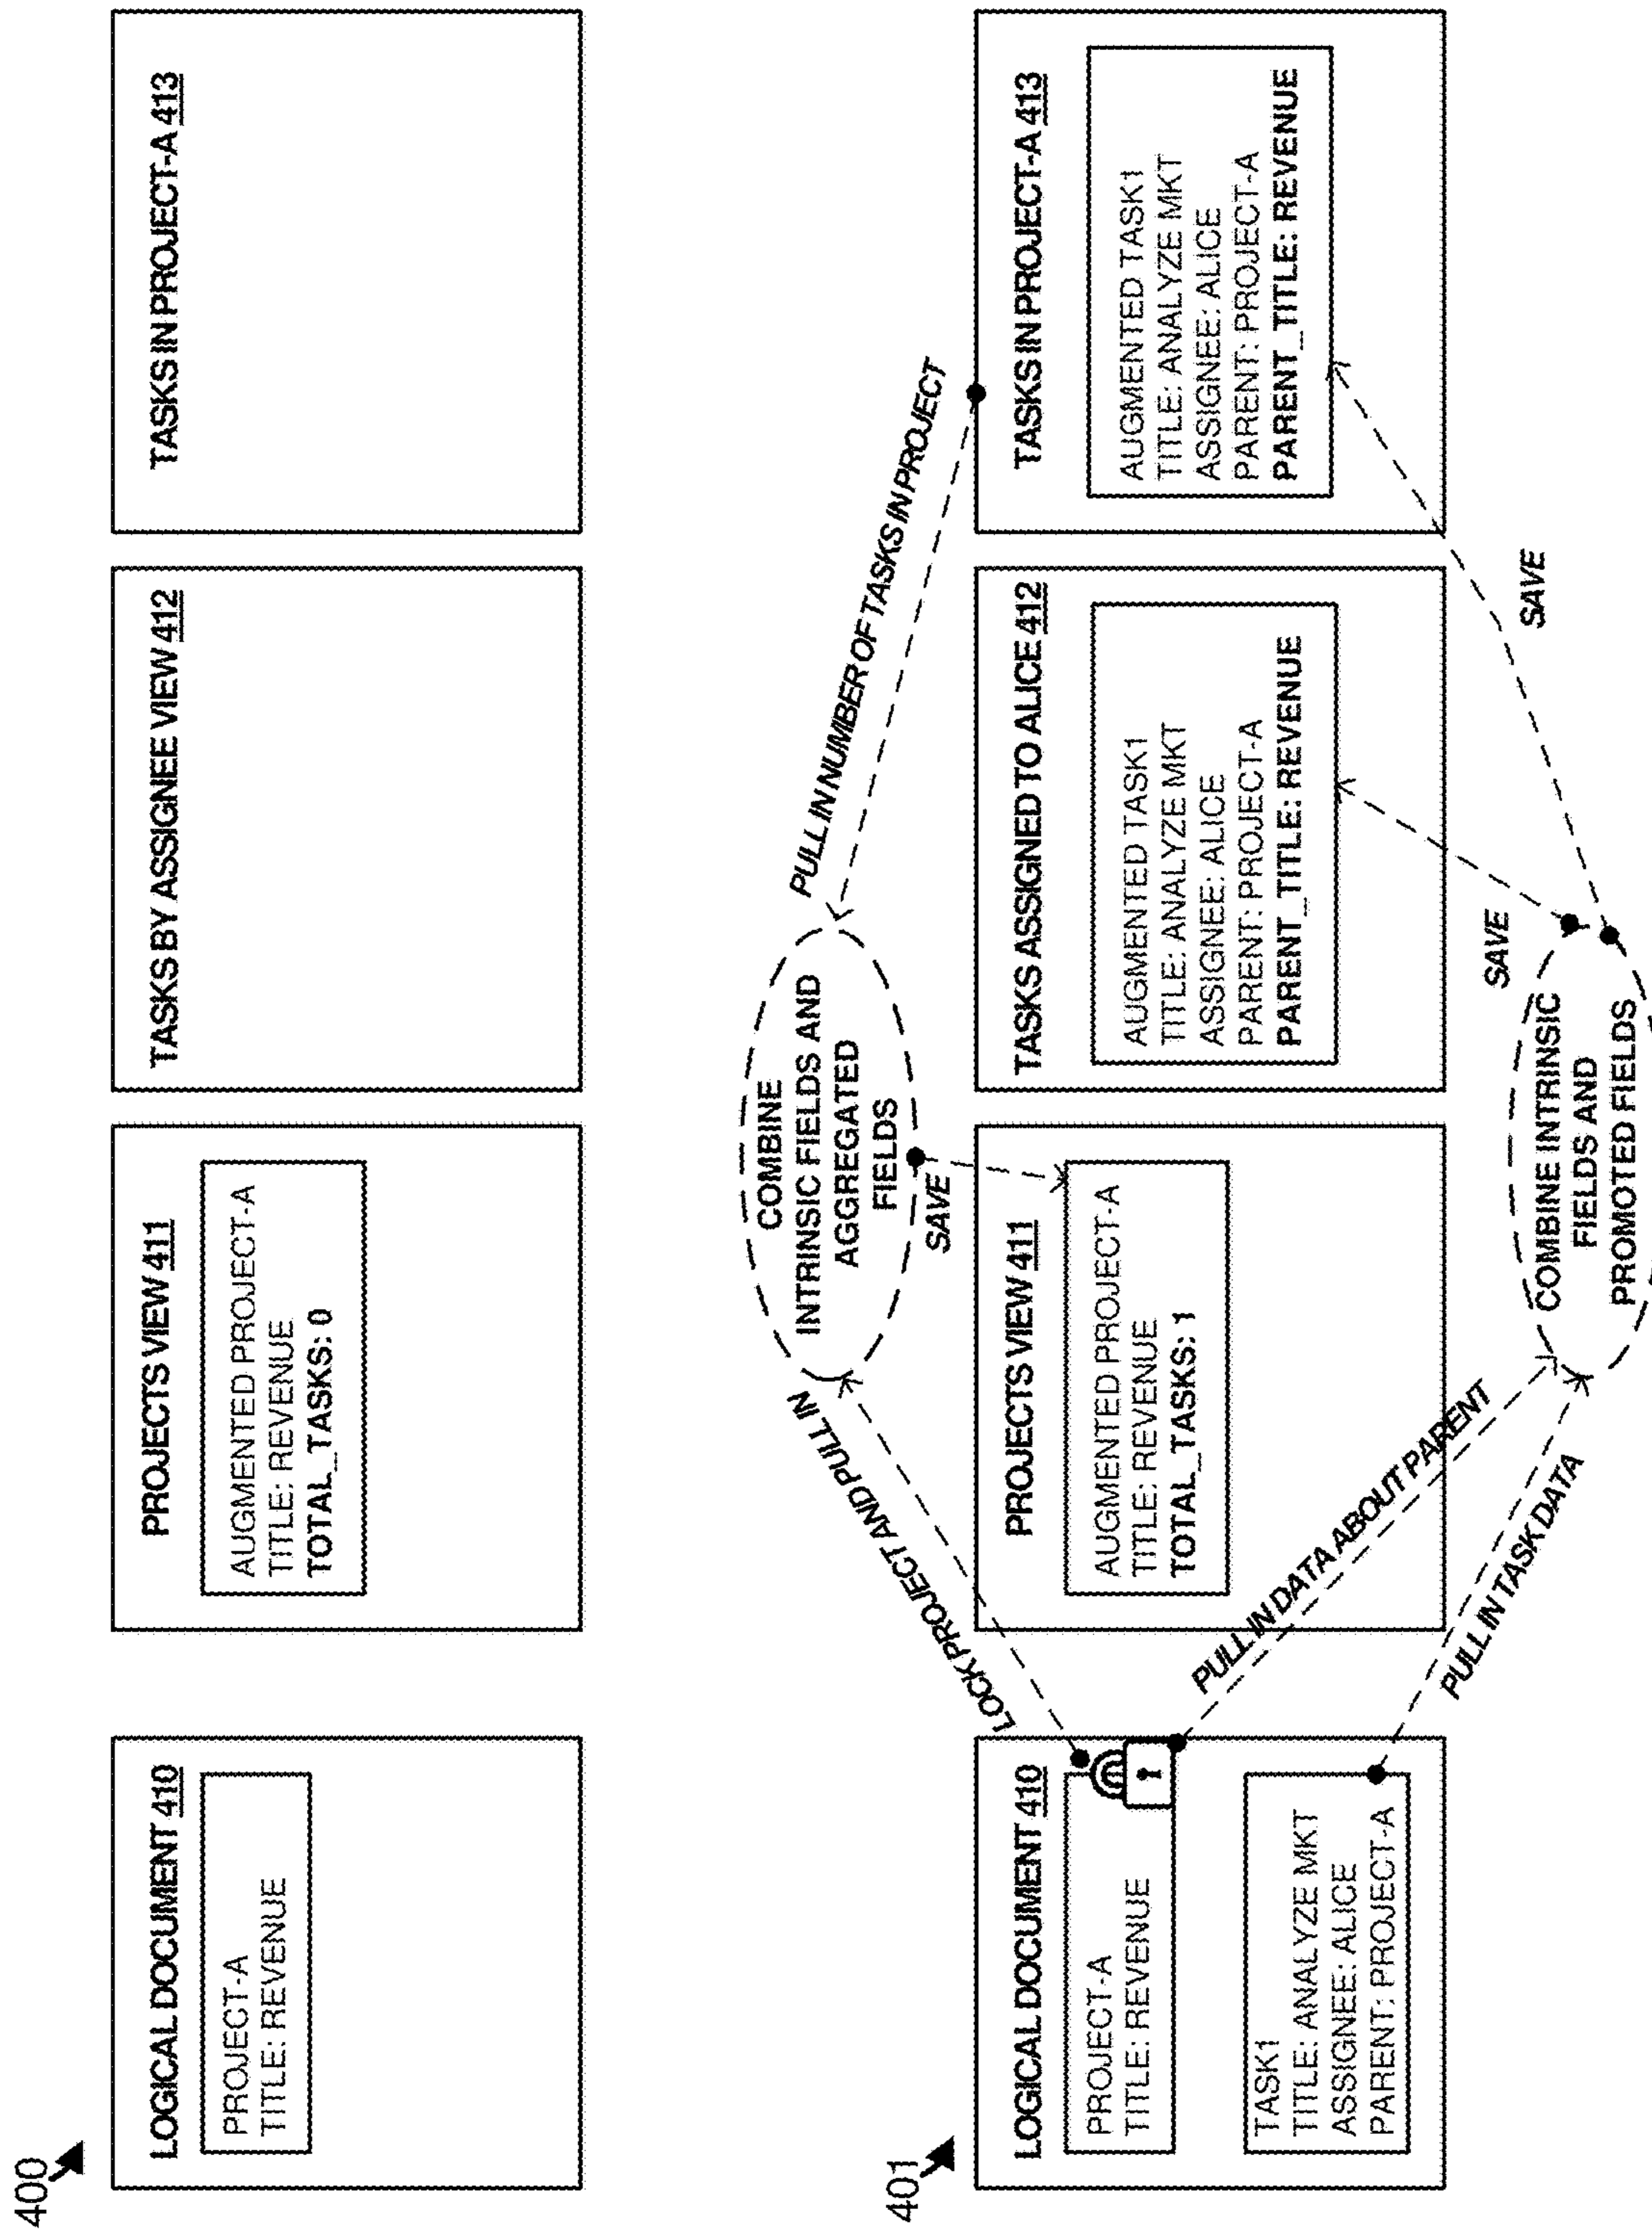 400
LOGICAL DOCUMENT 410
PROJECT-A
TITLE: REVENUE
PROJECTS VIEW 411
AUGMENTED PROJECT-A
TITLE: REVENUE
TOTAL_TASKS: 0
TASKS BY ASSIGNEE VIEW 412
TASKS IN PROJECT-A 413
401
LOGICAL DOCUMENT 410
PROJECT-A
TITLE: REVENUE
TASK1
TITLE: ANALYZE MKT
ASSIGNEE: ALICE
PARENT: PROJECT-A
LOCK PROJECT AND PULL IN
COMBINE
INTRINSIC FIELDS AND
AGGREGATED
FIELDS
PULL IN NUMBER OF TASKS IN PROJECT
SAVE
PROJECTS VIEW 411
AUGMENTED PROJECT-A
TITLE: REVENUE
TOTAL_TASKS: 1
TASKS ASSIGNED TO ALICE 412
AUGMENTED TASK1
TITLE: ANALYZE MKT
ASSIGNEE: ALICE
PARENT: PROJECT-A
PARENT_TITLE: REVENUE
TASKS IN PROJECT-A 413
AUGMENTED TASK1
TITLE: ANALYZE MKT
ASSIGNEE: ALICE
PARENT: PROJECT-A
PARENT_TITLE: REVENUE
PULL IN DATA ABOUT PARENT
PULL IN TASK DATA
COMBINE INTRINSIC
FIELDS AND
PROMOTED FIELDS
SAVE
SAVE